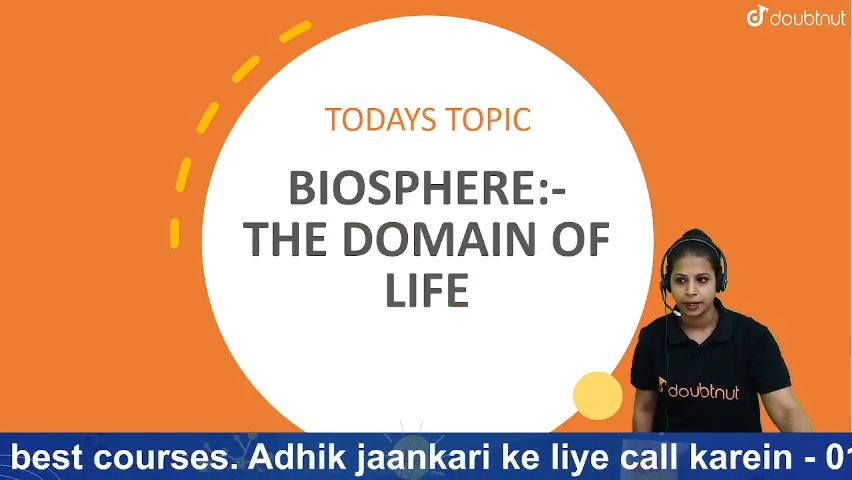 doubtnut
TODAYS TOPIC
BIOSPHERE:-
THE DOMAIN OF
LIFE
doubtnut
best courses. Adhik jaankari ke liye call karein - 01